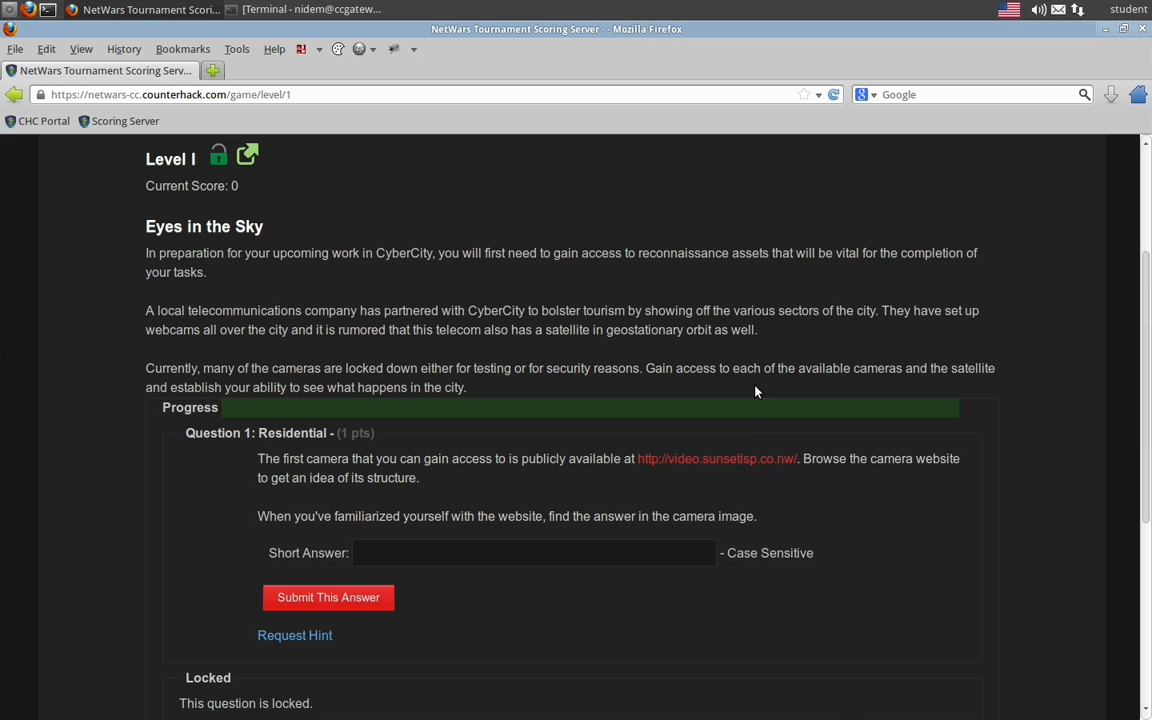 NetWars Tournament Scori... [Terminal - nidem@ccgatew... student
NetWars Tournament Scoring Server - - Mozilla Firefox
File Edit View History Bookmarks Tools Help
NetWars Tournament Scoring Serv...
https://netwars-cc.counterhack.com/game/level/1 Google
CHC Portal Scoring Server
Level I
Current Score: 0
Eyes in the Sky
In preparation for your upcoming work in CyberCity, you will first need to gain access to reconnaissance assets that will be vital for the completion of
your tasks.
A local telecommunications company has partnered with CyberCity to bolster tourism by showing off the various sectors of the city. They have set up
webcams all over the city and it is rumored that this telecom also has a satellite in geostationary orbit as well.
Currently, many of the cameras are locked down either for testing or for security reasons. Gain access to each of the available cameras and the satellite
and establish your ability to see what happens in the city.
Progress
Question 1: Residential - (1 pts)
The first camera that you can gain access to is publicly available at http://video.sunsetisp.co.nw/. Browse the camera website
to get an idea of its structure.
When you've familiarized yourself with the website, find the answer in the camera image.
Short Answer: - Case Sensitive
Submit This Answer
Request Hint
Locked
This question is locked.